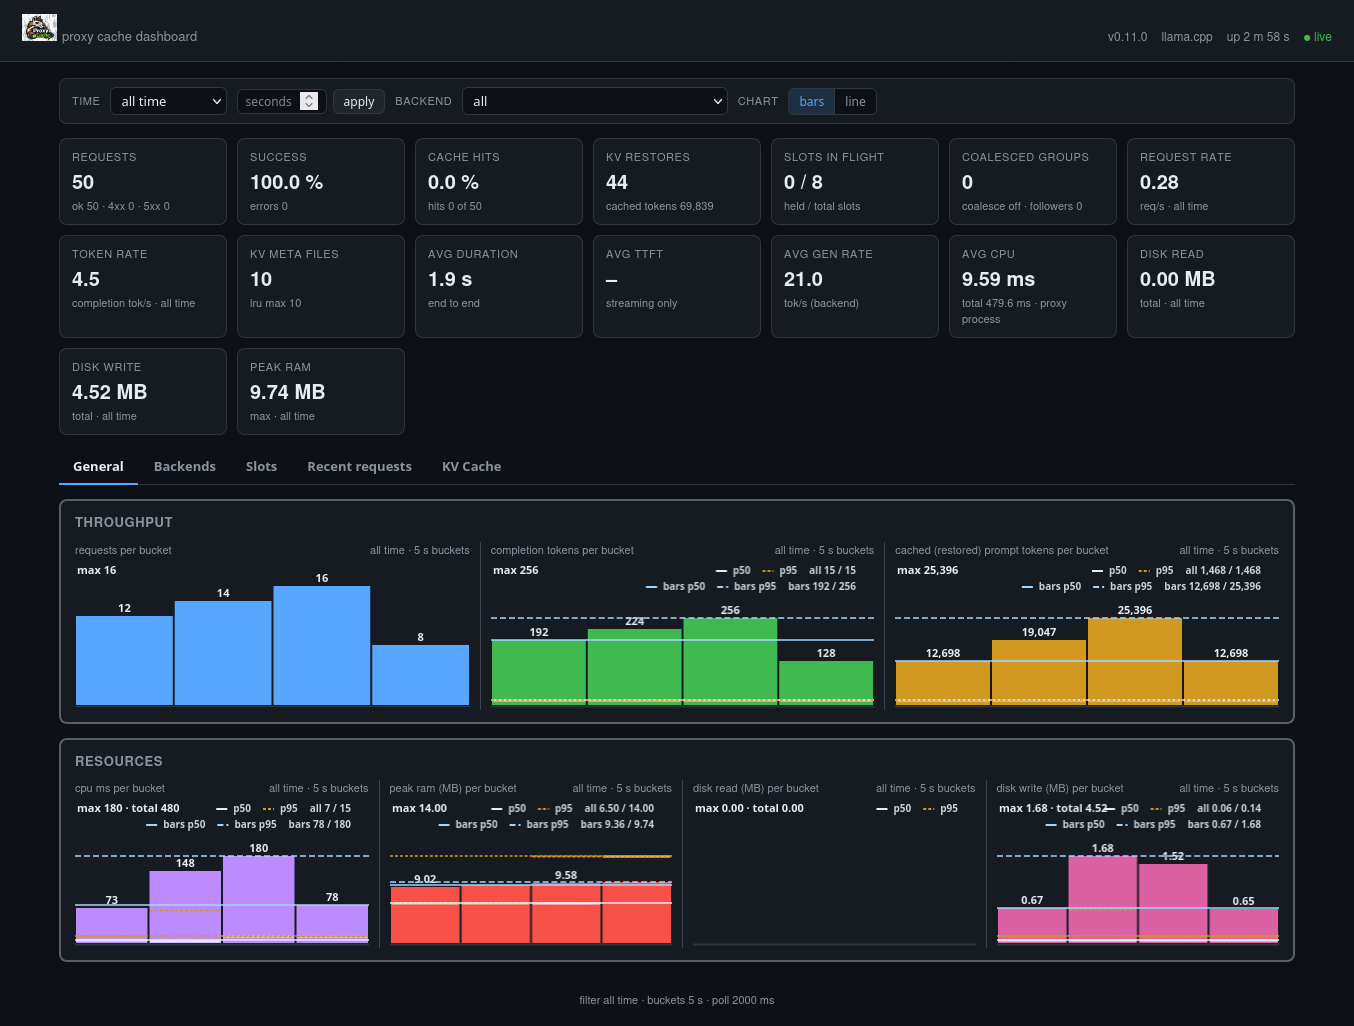 proxy cache dashboard
v0.11.0 llama.cpp up 2 m 58 s live
TIME all time seconds apply BACKEND all CHART bars line
REQUESTS
50
ok 50 · 4xx 0 · 5xx 0
SUCCESS
100.0 %
errors 0
CACHE HITS
0.0 %
hits 0 of 50
KV RESTORES
44
cached tokens 69,839
SLOTS IN FLIGHT
0 / 8
held / total slots
COALESCED GROUPS
0
coalesce off · followers 0
REQUEST RATE
0.28
req/s · all time
TOKEN RATE
4.5
completion tok/s · all time
KV META FILES
10
lru max 10
AVG DURATION
1.9 s
end to end
AVG TTFT
–
streaming only
AVG GEN RATE
21.0
tok/s (backend)
AVG CPU
9.59 ms
total 479.6 ms · proxy
process
DISK READ
0.00 MB
total · all time
DISK WRITE
4.52 MB
total · all time
PEAK RAM
9.74 MB
max · all time
General Backends Slots Recent requests KV Cache
THROUGHPUT
requests per bucket all time · 5 s buckets
max 16
12
14
16
8
completion tokens per bucket all time · 5 s buckets
max 256 p50 p95 all 15 / 15
bars p50 bars p95 bars 192 / 256
192
224
256
128
cached (restored) prompt tokens per bucket all time · 5 s buckets
max 25,396 p50 p95 all 1,468 / 1,468
bars p50 bars p95 bars 12,698 / 25,396
12,698
19,047
25,396
12,698
RESOURCES
cpu ms per bucket all time · 5 s buckets
max 180 · total 480 p50 p95 all 7 / 15
bars p50 bars p95 bars 78 / 180
73
148
180
78
peak ram (MB) per bucket all time · 5 s buckets
max 14.00 p50 p95 all 6.50 / 14.00
bars p50 bars p95 bars 9.36 / 9.74
9.02
9.58
disk read (MB) per bucket all time · 5 s buckets
max 0.00 · total 0.00 p50 p95
disk write (MB) per bucket all time · 5 s buckets
max 1.68 · total 4.52 p50 p95 all 0.06 / 0.14
bars p50 bars p95 bars 0.67 / 1.68
0.67
1.68
1.52
0.65
filter all time · buckets 5 s · poll 2000 ms